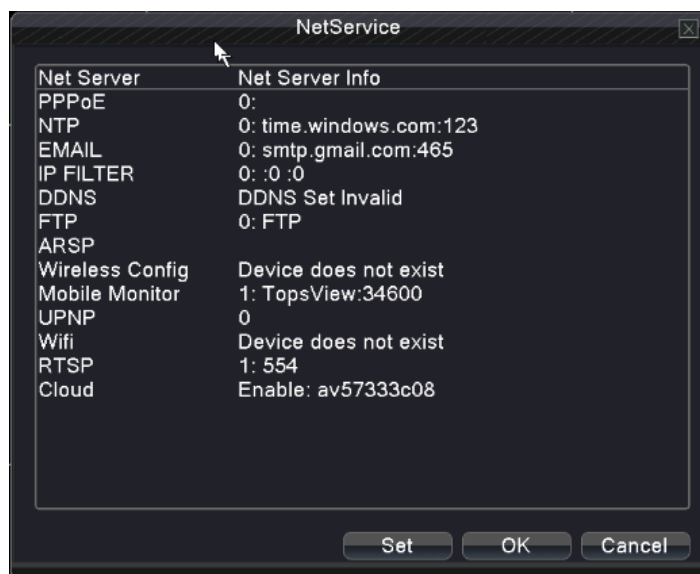 NetService
Net Server Net Server Info
PPPoE 0:
NTP 0: time.windows.com:123
EMAIL 0: smtp.gmail.com:465
IP FILTER 0: :0 :0
DDNS DDNS Set Invalid
FTP 0: FTP
ARSP
Wireless Config Device does not exist
Mobile Monitor 1: TopsView:34600
UPNP 0
Wifi Device does not exist
RTSP 1: 554
Cloud Enable: av57333c08
Set OK Cancel